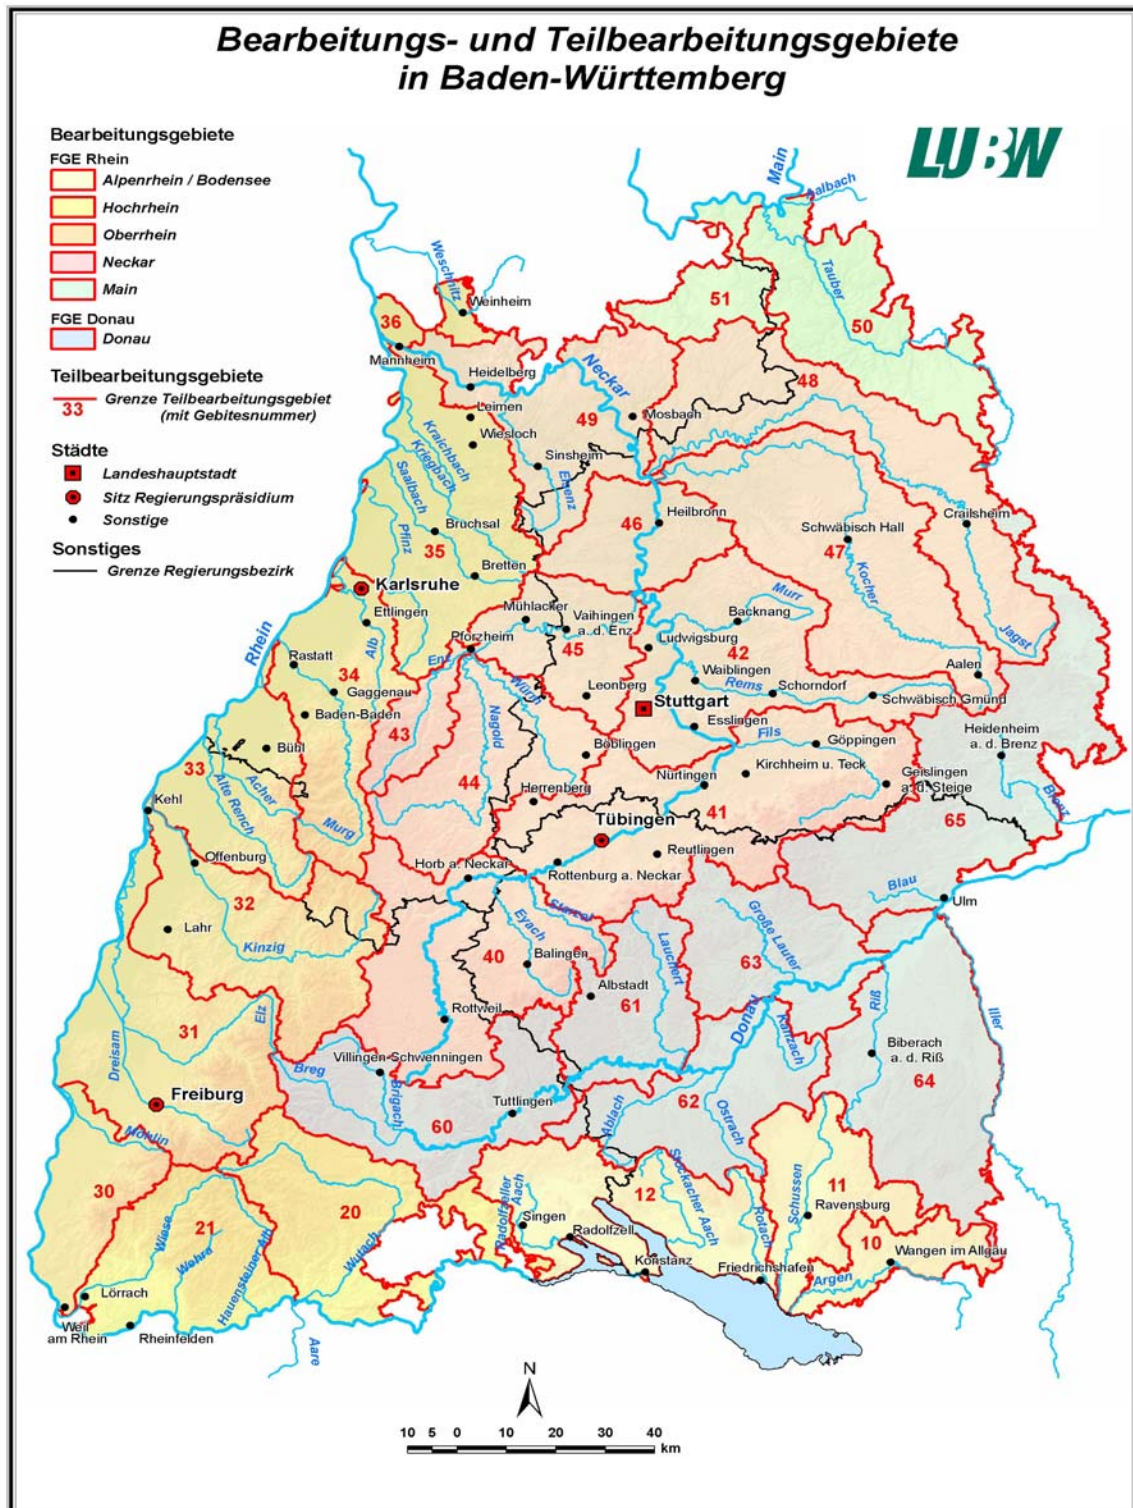 Bearbeitungs- und Teilbearbeitungsgebiete
in Baden-Württemberg
LUBW
Bearbeitungsgebiete
FGE Rhein
Alpenrhein / Bodensee
Hochrhein
Oberrhein
Neckar
Main
FGE Donau
Donau
Teilbearbeitungsgebiete
33 Grenze Teilbearbeitungsgebiet
(mit Gebitesnummer)
Städte
Landeshauptstadt
Sitz Regierungspräsidium
Sonstige
Sonstiges
Grenze Regierungsbezirk
Main
Aalbach
Tauber
Weschnitz
Weinheim
51
50
36
Mannheim
Heidelberg
Neckar
48
Leimen
49
Mosbach
Wiesloch
Kraichbach
Kriegbach
Sinsheim
Saalbach
Elsenz
46
Heilbronn
Schwäbisch Hall
Crailsheim
Bruchsal
Pfinz
47
35
Bretten
Kocher
Karlsruhe
Murr
Mühlacker
Vaihingen
a. d. Enz
Backnang
Ettlingen
Jagst
Rhein
Alb
Pforzheim
Ludwigsburg
42
45
Enz
Rastatt
Waiblingen
Aalen
34
Gaggenau
Würm
Leonberg
Rems
Schorndorf
Schwäbisch Gmünd
Stuttgart
Baden-Baden
Nagold
Esslingen
Heidenheim
a. d. Brenz
43
Fils
Bühl
Böblingen
Göppingen
33
Acher
Kirchheim u. Teck
Nürtingen
Geislingen
a. d. Steige
44
Alte Rench
Herrenberg
Kehl
Brenz
41
Murg
Tübingen
65
Offenburg
Reutlingen
Horb a. Neckar
Rottenburg a. Neckar
Blau
32
Ulm
Starzel
Große Lauter
Lahr
Eyach
Kinzig
Lauchert
40
Balingen
63
Albstadt
61
Riß
Rottweil
Elz
Donau
Iller
31
Kanzach
Dreisam
Biberach
a. d. Riß
Villingen-Schwenningen
Breg
64
Freiburg
Brigach
Tuttlingen
62
60
Ablach
Ostrach
Möhlin
30
Stockacher Aach
11
20
12
Schussen
Radolfzeller
Aach
21
Wiese
Singen
Ravensburg
Rotach
Wehre
Radolfzell
10
Hauensteiner Alb
Wutach
Wangen im Allgäu
Konstanz
Friedrichshafen
Argen
Lörrach
Weil
am Rhein
Rheinfelden
Aare
N
10 5 0 10 20 30 40
km